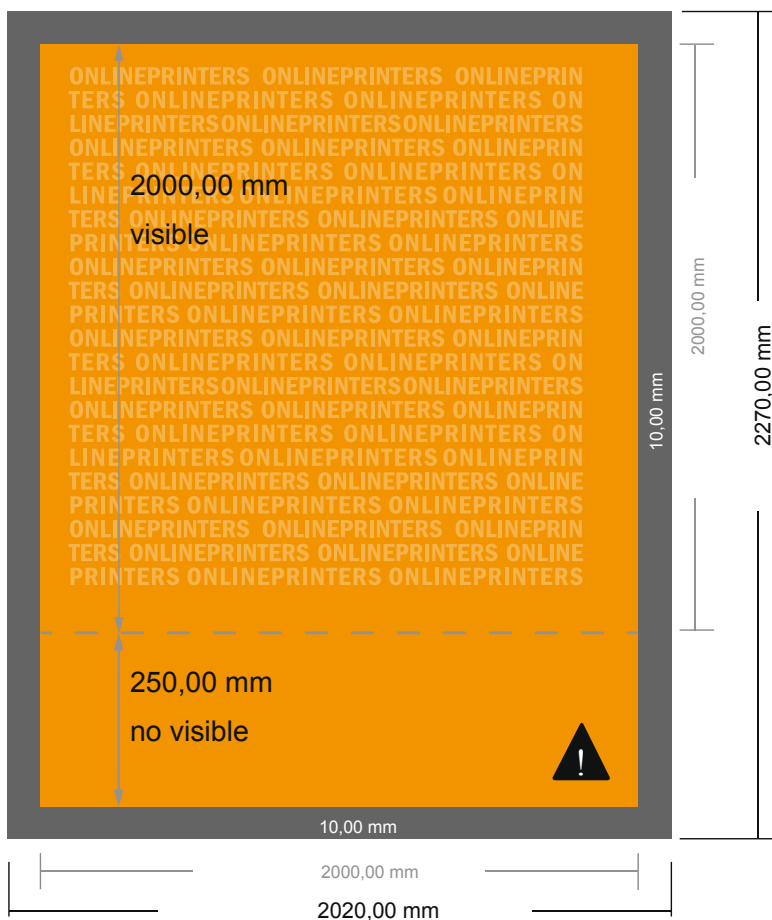 ONLINEPRINTERS ONLINEPRINTERS ONLINEPRIN
TERS ONLINEPRINTERS ONLINEPRINTERS ON
LINEPRINTERSONLINEPRINTERSONLINEPRINTERS
ONLINEPRINTERS ONLINEPRINTERS ONLINEPRIN
TERS ONLINEPRINTERS ONLINEPRINTERS ON
LINEPRINTERS ONLINEPRINTERS ONLINEPRIN
TERS ONLINEPRINTERS ONLINEPRINTERS ONLINE
PRINTERS ONLINEPRINTERS ONLINEPRINTERS
ONLINEPRINTERS ONLINEPRINTERS ONLINEPRIN
TERS ONLINEPRINTERS ONLINEPRINTERS ONLINE
PRINTERS ONLINEPRINTERS ONLINEPRINTERS
ONLINEPRINTERS ONLINEPRINTERS ONLINEPRIN
TERS ONLINEPRINTERS ONLINEPRINTERS ON
LINEPRINTERSONLINEPRINTERSONLINEPRINTERS
ONLINEPRINTERS ONLINEPRINTERS ONLINEPRIN
TERS ONLINEPRINTERS ONLINEPRINTERS ON
LINEPRINTERS ONLINEPRINTERS ONLINEPRIN
TERS ONLINEPRINTERS ONLINEPRINTERS ONLINE
PRINTERS ONLINEPRINTERS ONLINEPRINTERS
ONLINEPRINTERS ONLINEPRINTERS ONLINEPRIN
TERS ONLINEPRINTERS ONLINEPRINTERS ONLINE
PRINTERS ONLINEPRINTERS ONLINEPRINTERS
2000,00 mm
visible
2000,00 mm
2270,00 mm
10,00 mm
250,00 mm
no visible
!
10,00 mm
2000,00 mm
2020,00 mm